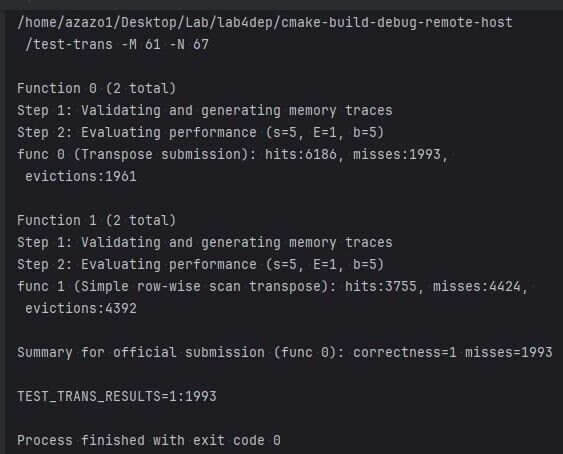 /home/azazo1/Desktop/Lab/lab4dep/cmake-build-debug-remote-host
/test-trans -M 61 -N 67
Function 0 (2 total)
Step 1: Validating and generating memory traces
Step 2: Evaluating performance (s=5, E=1, b=5)
func 0 (Transpose submission): hits:6186, misses:1993,
evictions:1961
Function 1 (2 total)
Step 1: Validating and generating memory traces
Step 2: Evaluating performance (s=5, E=1, b=5)
func 1 (Simple row-wise scan transpose): hits:3755, misses:4424,
evictions:4392
Summary for official submission (func 0): correctness=1 misses=1993
TEST_TRANS_RESULTS=1:1993
Process finished with exit code 0